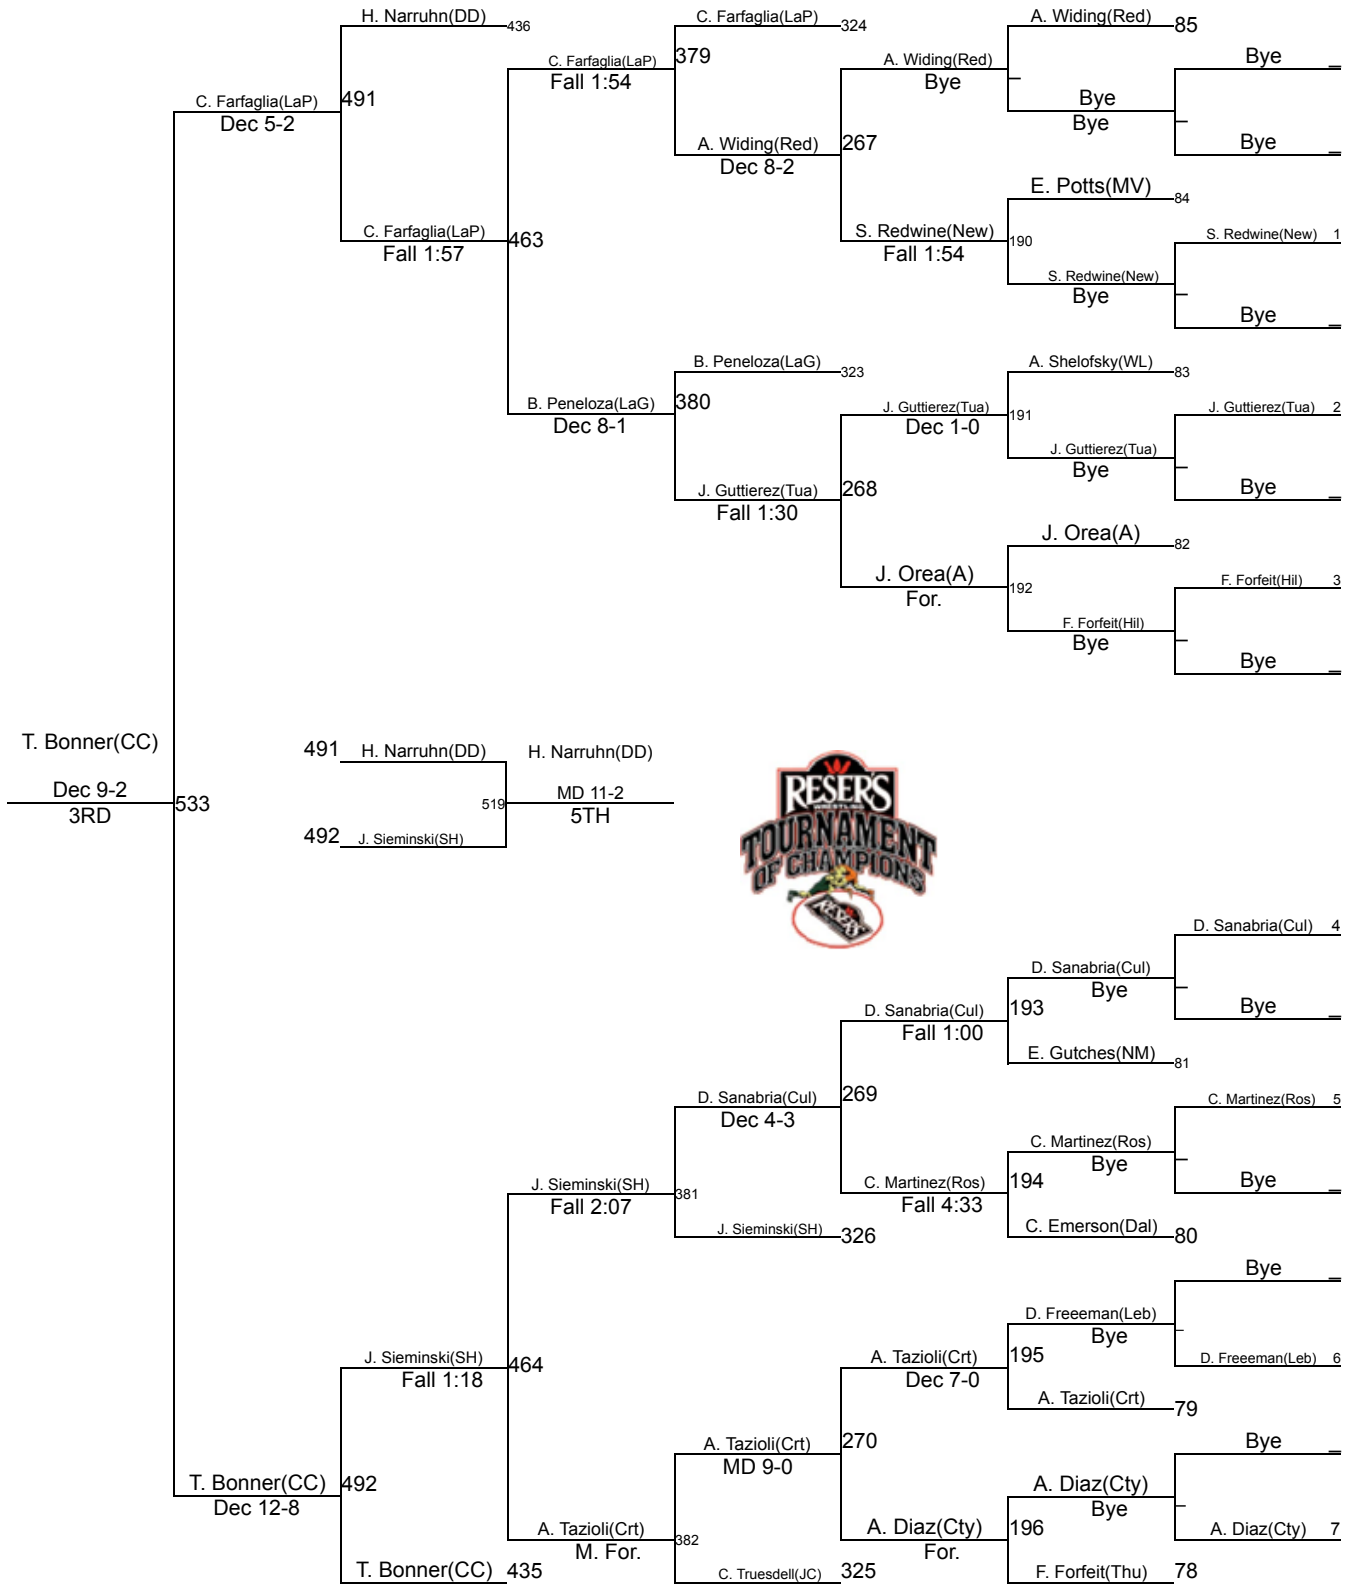 H. Narruhn(DD) 436
C. Farfaglia(LaP) 324
A. Widing(Red) 85
Bye _
379
C. Farfaglia(LaP)
Fall 1:54
A. Widing(Red)
Bye
_
Bye
Bye
_
Bye _
C. Farfaglia(LaP)
Dec 5-2
491
A. Widing(Red)
Dec 8-2
267
E. Potts(MV) 84
C. Farfaglia(LaP)
Fall 1:57
463
S. Redwine(New)
Fall 1:54
190
S. Redwine(New) 1
S. Redwine(New)
Bye
_
Bye _
B. Peneloza(LaG) 323
A. Shelofsky(WL) 83
B. Peneloza(LaG)
Dec 8-1
380
J. Guttierez(Tua)
Dec 1-0
191
J. Guttierez(Tua) 2
J. Guttierez(Tua)
Bye
_
Bye _
J. Guttierez(Tua)
Fall 1:30
268
J. Orea(A) 82
J. Orea(A)
For.
192
F. Forfeit(Hil) 3
F. Forfeit(Hil)
Bye
_
Bye _
T. Bonner(CC)
Dec 9-2
3RD
533
491 H. Narruhn(DD)
H. Narruhn(DD)
519
MD 11-2
5TH
492 J. Sieminski(SH)
RESER'S
WRESTLING
TOURNAMENT
OF CHAMPIONS
RESER'S
D. Sanabria(Cul) 4
D. Sanabria(Cul)
Bye
_
Bye _
D. Sanabria(Cul)
Fall 1:00
193
E. Gutches(NM) 81
D. Sanabria(Cul)
Dec 4-3
269
C. Martinez(Ros) 5
C. Martinez(Ros)
Bye
_
Bye _
J. Sieminski(SH)
Fall 2:07
381
C. Martinez(Ros)
Fall 4:33
194
J. Sieminski(SH) 326
C. Emerson(Dal) 80
Bye _
D. Freeeman(Leb)
Bye
_
D. Freeeman(Leb) 6
J. Sieminski(SH)
Fall 1:18
464
A. Tazioli(Crt)
Dec 7-0
195
A. Tazioli(Crt) 79
A. Tazioli(Crt)
MD 9-0
270
Bye _
T. Bonner(CC)
Dec 12-8
492
A. Diaz(Cty)
Bye
_
A. Diaz(Cty) 7
A. Tazioli(Crt)
M. For.
382
A. Diaz(Cty)
For.
196
T. Bonner(CC) 435
C. Truesdell(JC) 325
F. Forfeit(Thu) 78